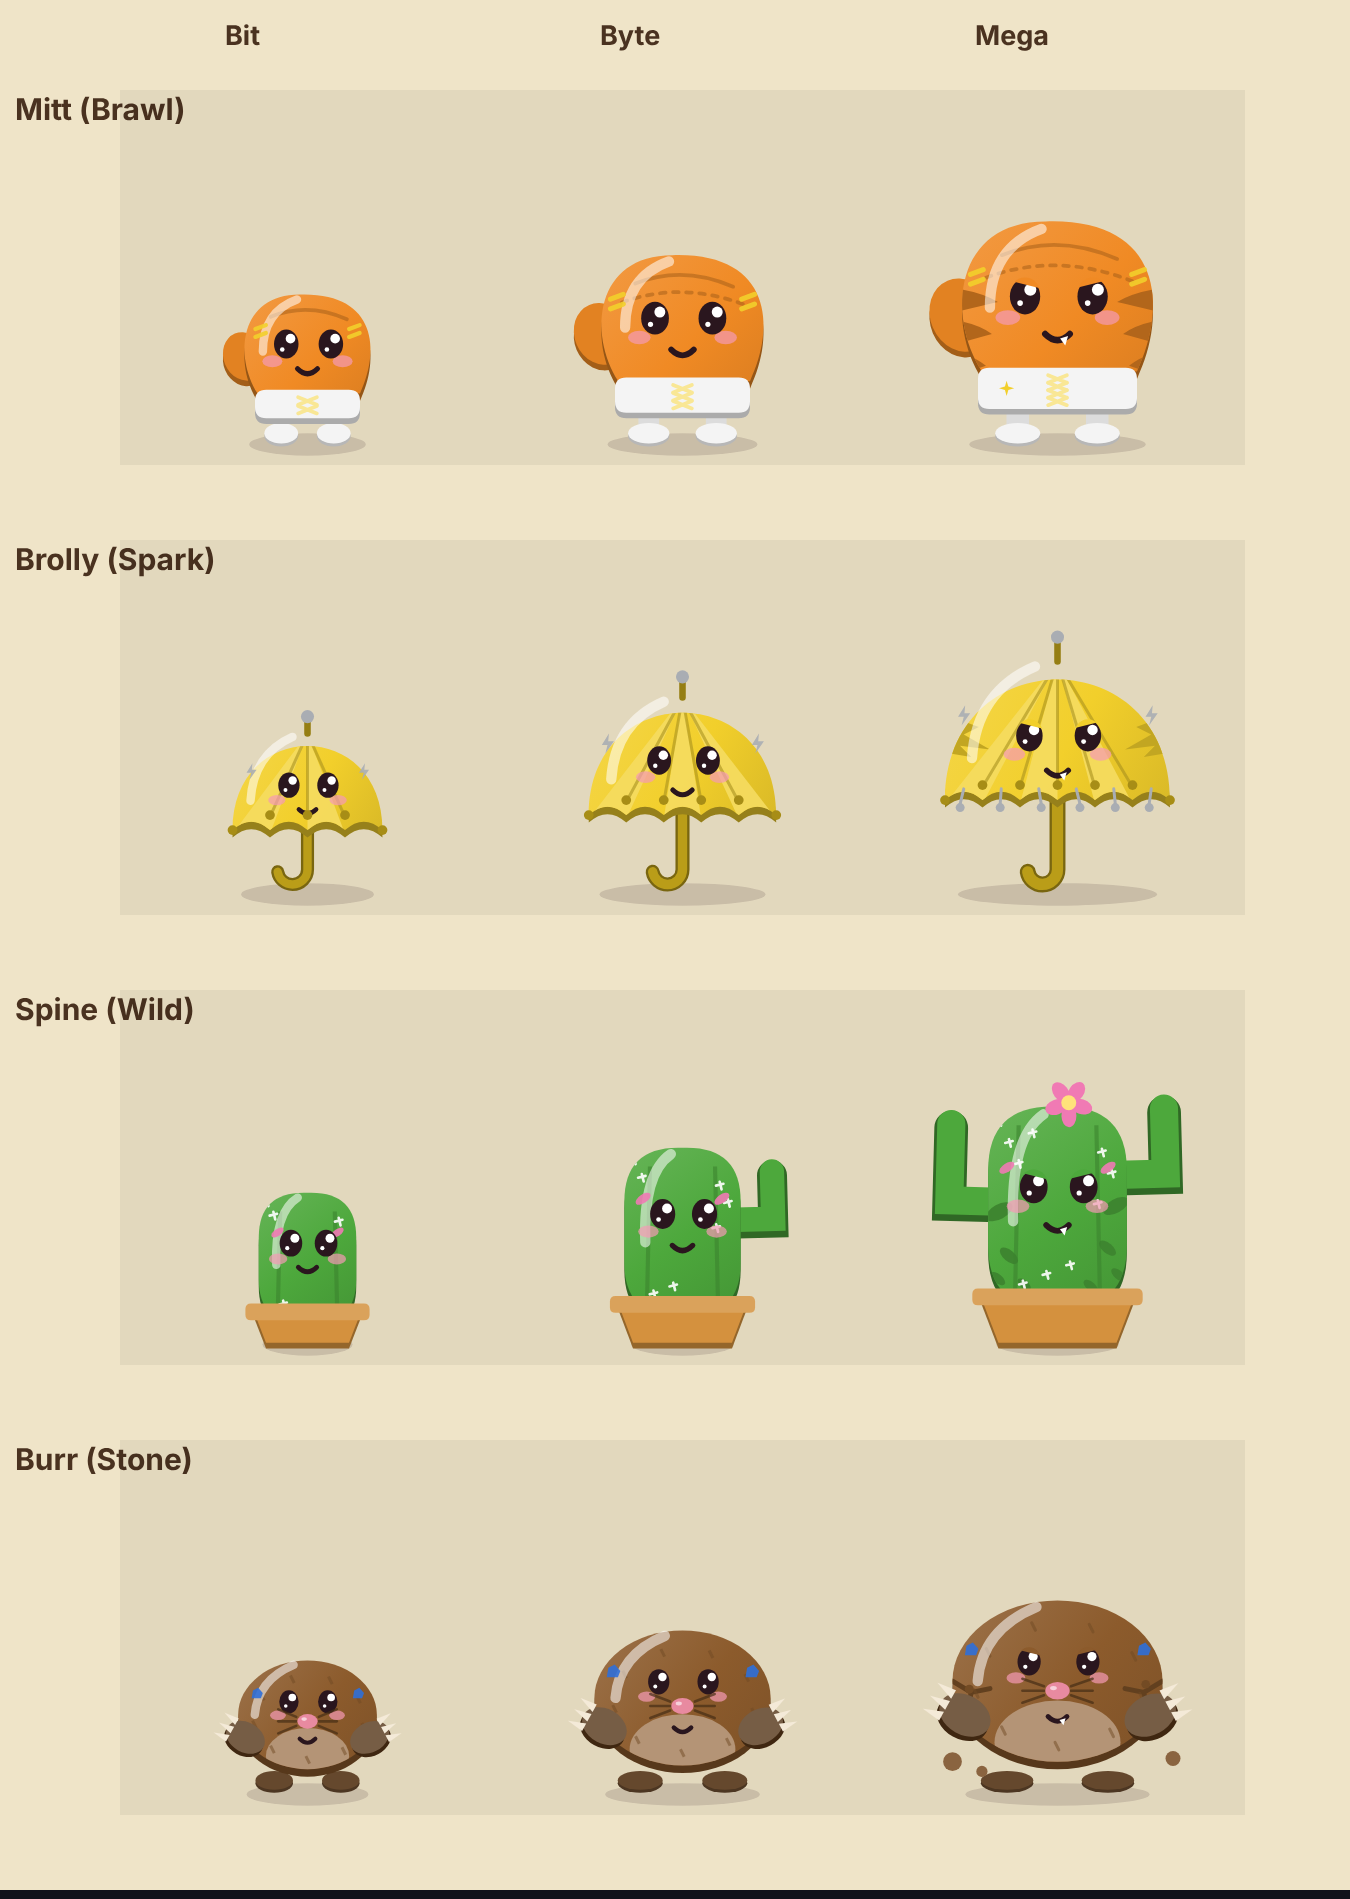 Bit Byte Mega
Mitt (Brawl)
Brolly (Spark)
Spine (Wild)
Burr (Stone)